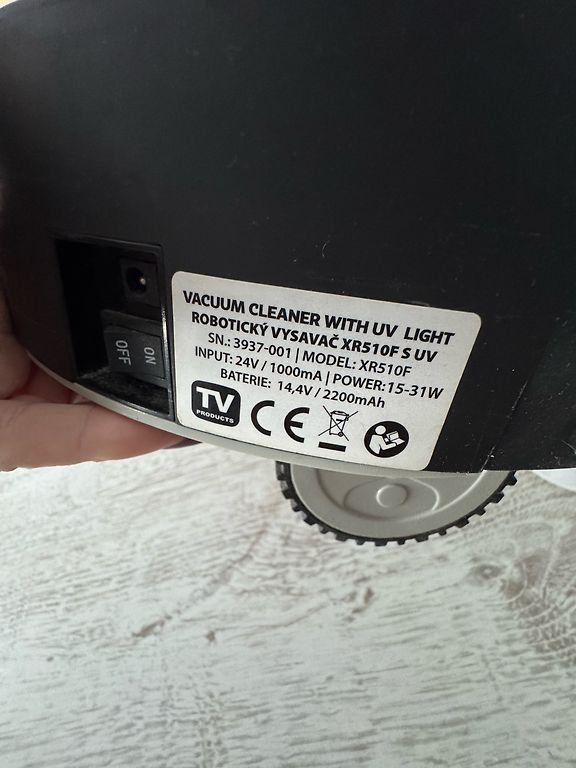 VACUUM CLEANER WITH UV LIGHT
ROBOTICKÝ VYSAVAČ XR510F S UV
SN.: 3937-001 | MODEL: XR510F
INPUT: 24V / 1000mA | POWER: 15-31W
BATERIE: 14,4V / 2200mAh
TV
PRODUCTS
CE
ON
OFF